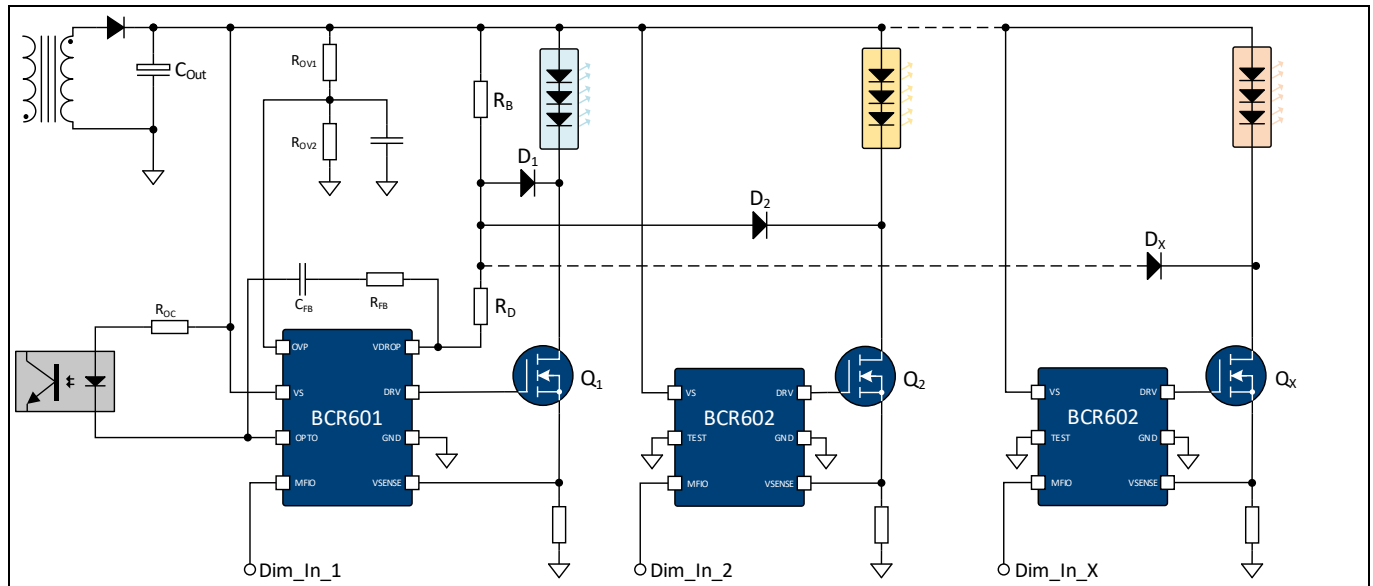 C_Out
R_OV1
R_OV2
R_B
D_1
D_2
D_X
C_FB
R_FB
R_D
R_OC
OVP
VDROP
VS
DRV
BCR601
OPTO
GND
MFIO
VSENSE
Q_1
Dim_In_1
VS
DRV
BCR602
TEST
GND
MFIO
VSENSE
Q_2
Dim_In_2
VS
DRV
BCR602
TEST
GND
MFIO
VSENSE
Q_X
Dim_In_X